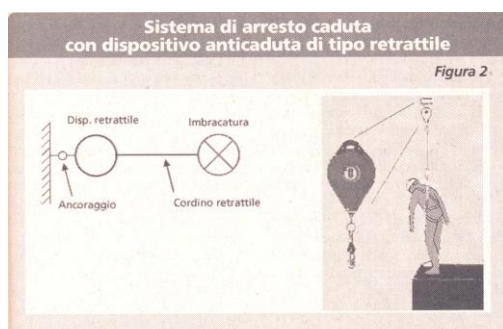 Sistema di arresto caduta
con dispositivo anticaduta di tipo retrattile
Figura 2
Disp. retrattile
Imbracatura
Ancoraggio
Cordino retrattile